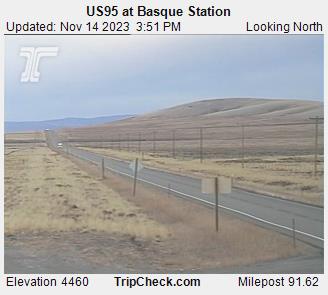 US95 at Basque Station
Updated: Nov 14 2023 3:51 PM Looking North
Elevation 4460 TripCheck.com Milepost 91.62